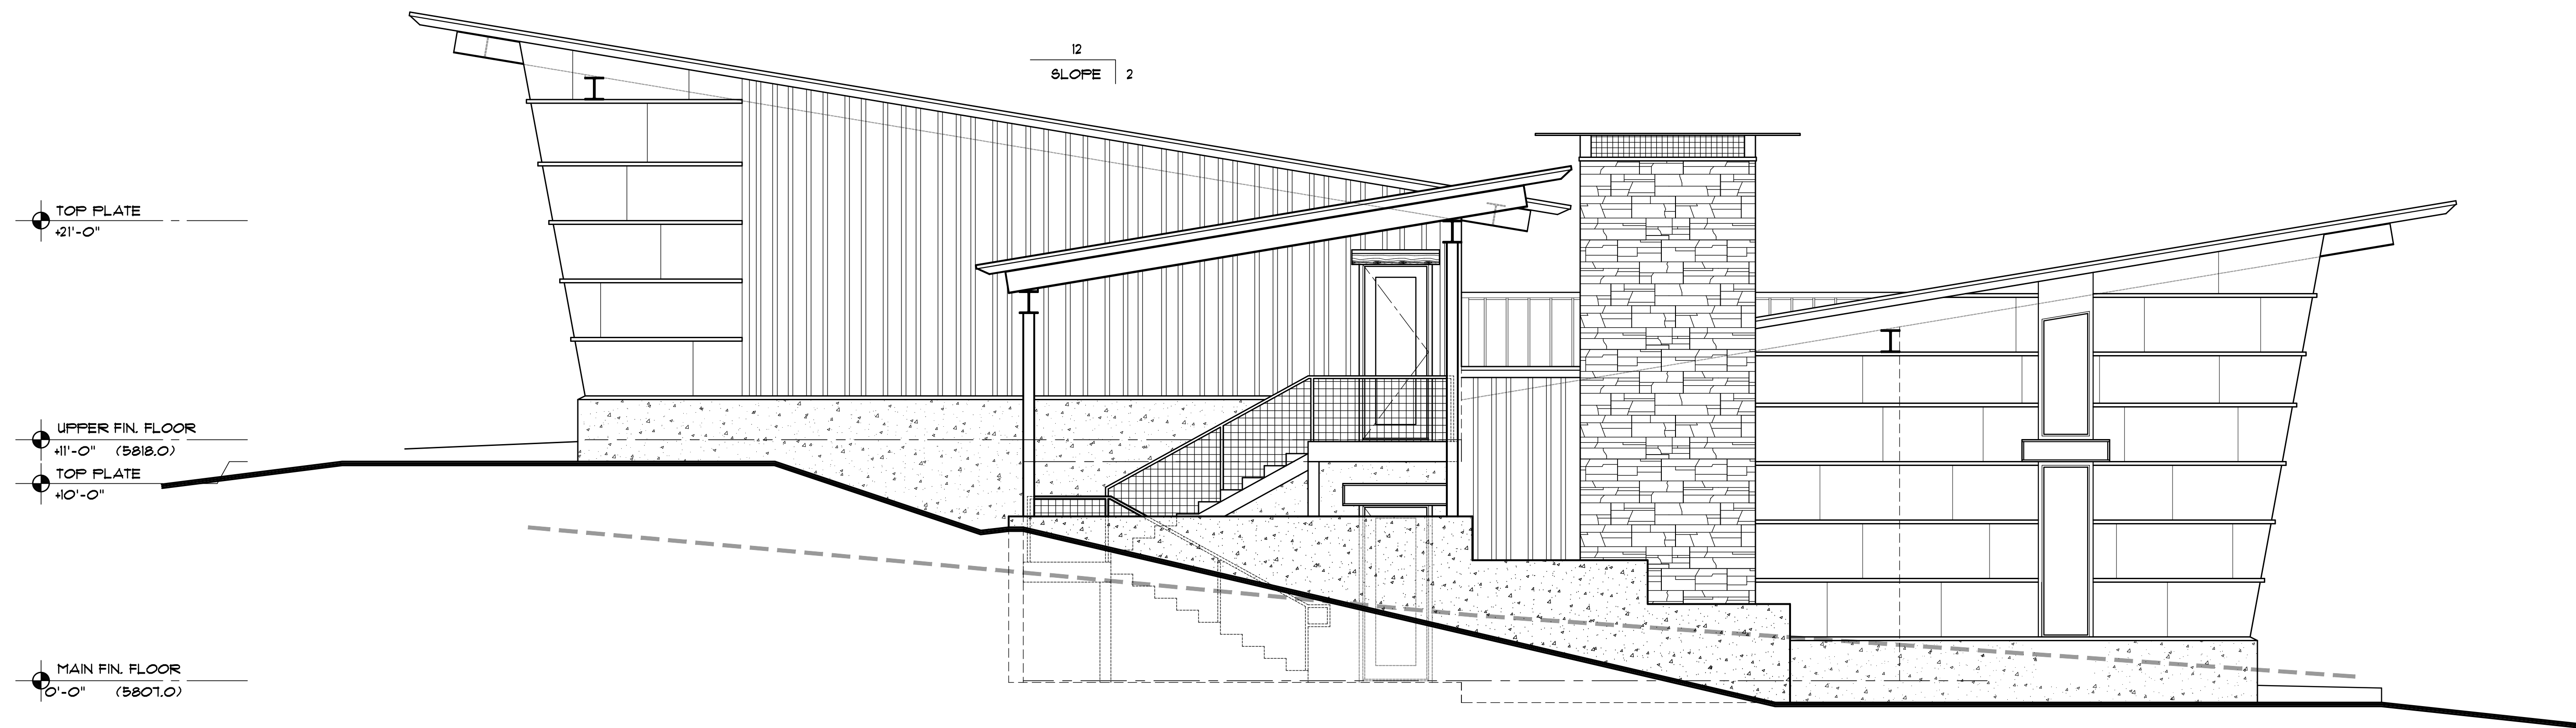 12
SLOPE 2
TOP PLATE
+21'-0"
UPPER FIN. FLOOR
+11'-0" (5818.0)
TOP PLATE
+10'-0"
MAIN FIN. FLOOR
0'-0" (5807.0)